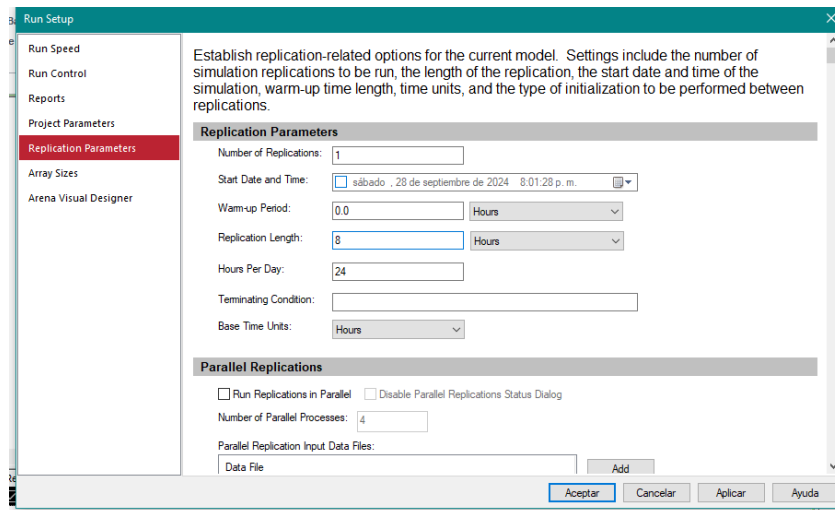 Run Setup
Run Speed
Run Control
Reports
Project Parameters
Replication Parameters
Array Sizes
Arena Visual Designer
Establish replication-related options for the current model. Settings include the number of
simulation replications to be run, the length of the replication, the start date and time of the
simulation, warm-up time length, time units, and the type of initialization to be performed between
replications.
Replication Parameters
Number of Replications: 1
Start Date and Time: sábado , 28 de septiembre de 2024 8:01:28 p. m.
Warm-up Period: 0.0 Hours
Replication Length: 8 Hours
Hours Per Day: 24
Terminating Condition:
Base Time Units: Hours
Parallel Replications
Run Replications in Parallel Disable Parallel Replications Status Dialog
Number of Parallel Processes: 4
Parallel Replication Input Data Files:
Data File Add
Aceptar Cancelar Aplicar Ayuda